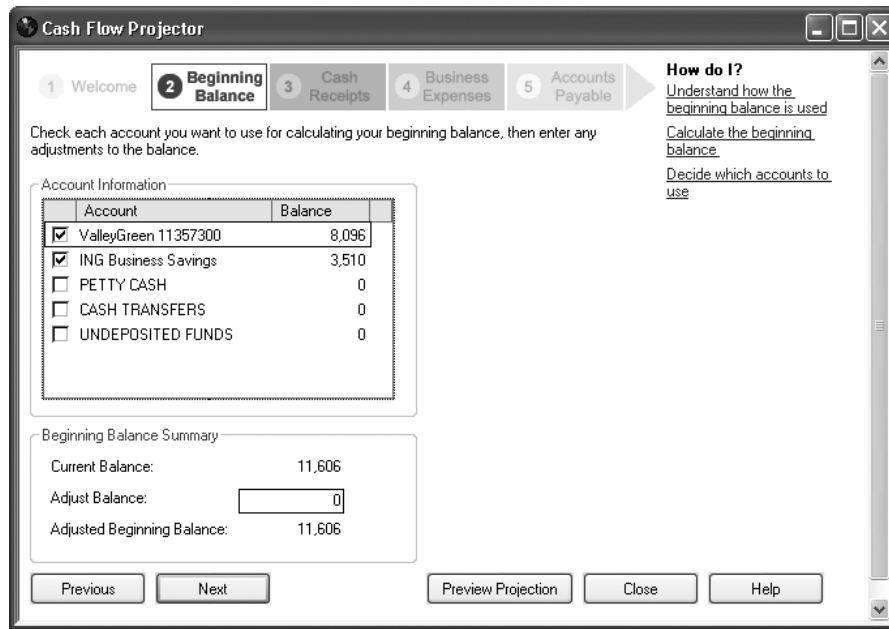 Cash Flow Projector
1 Welcome
2 Beginning Balance
3 Cash Receipts
4 Business Expenses
5 Accounts Payable
Check each account you want to use for calculating your beginning balance, then enter any
adjustments to the balance.
Account Information
Account Balance
ValleyGreen 11357300 8,096
ING Business Savings 3,510
PETTY CASH 0
CASH TRANSFERS 0
UNDEPOSITED FUNDS 0
Beginning Balance Summary
Current Balance: 11,606
Adjust Balance: 0
Adjusted Beginning Balance: 11,606
Previous Next Preview Projection Close Help
How do I?
Understand how the
beginning balance is used
Calculate the beginning
balance
Decide which accounts to
use